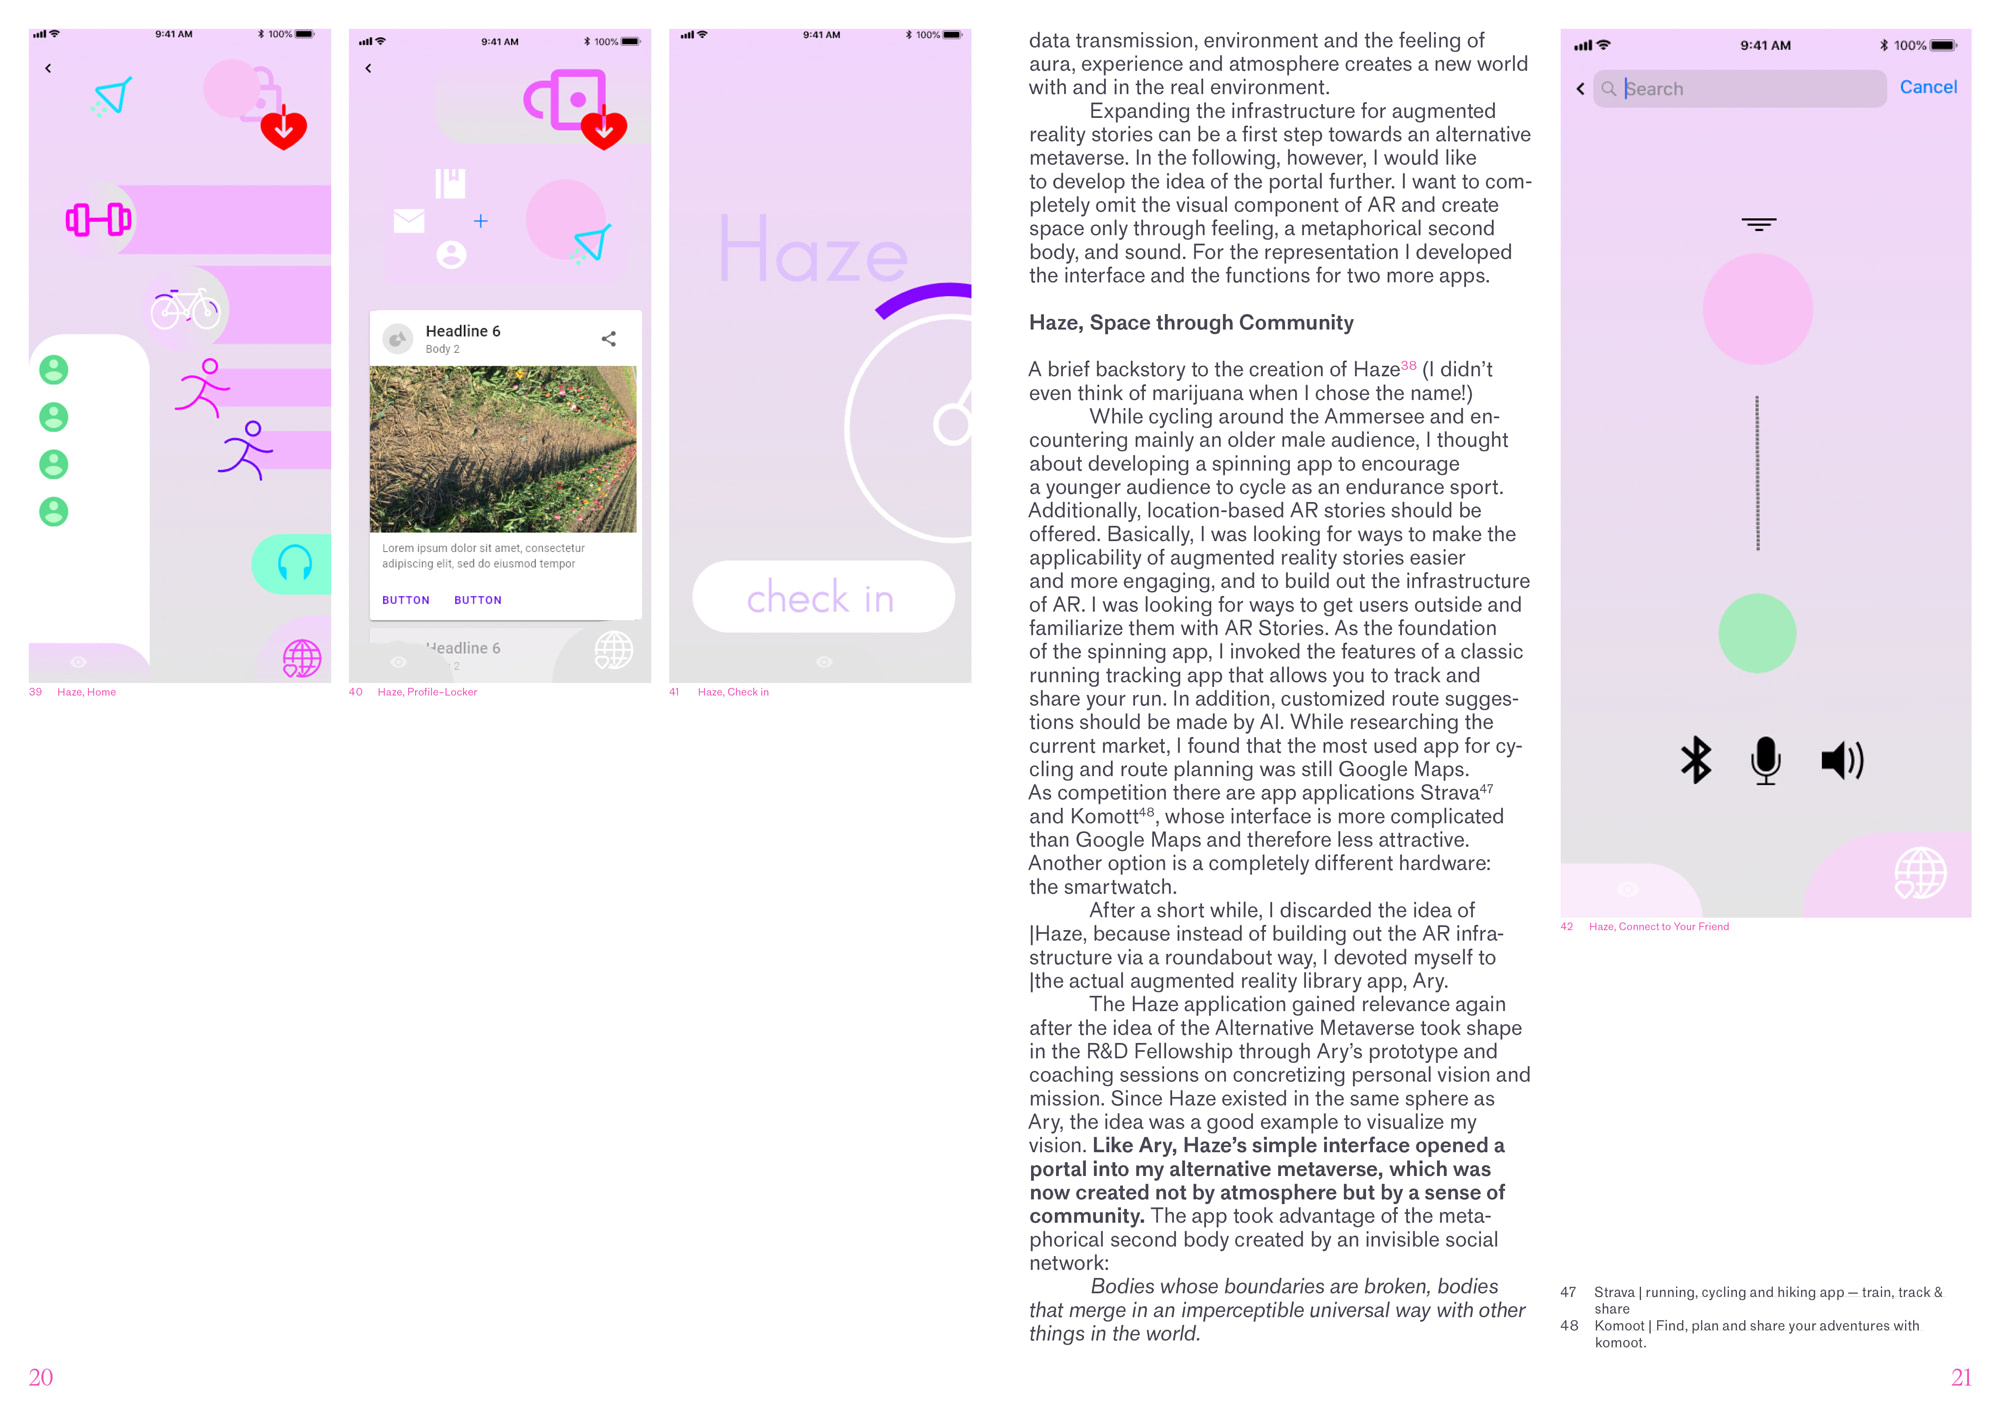 9:41 AM
100%
39 Haze, Home
9:41 AM
100%
Headline 6
Body 2
Lorem ipsum dolor sit amet, consectetur
adipiscing elit, sed do eiusmod tempor
BUTTON BUTTON
Headline 6
2
40 Haze, Profile-Locker
9:41 AM
100%
Haze
check in
41 Haze, Check in
20
data transmission, environment and the feeling of
aura, experience and atmosphere creates a new world
with and in the real environment.
Expanding the infrastructure for augmented
reality stories can be a first step towards an alternative
metaverse. In the following, however, I would like
to develop the idea of the portal further. I want to com-
pletely omit the visual component of AR and create
space only through feeling, a metaphorical second
body, and sound. For the representation I developed
the interface and the functions for two more apps.
Haze, Space through Community
A brief backstory to the creation of Haze38 (I didn’t
even think of marijuana when I chose the name!)
While cycling around the Ammersee and en-
countering mainly an older male audience, I thought
about developing a spinning app to encourage
a younger audience to cycle as an endurance sport.
Additionally, location-based AR stories should be
offered. Basically, I was looking for ways to make the
applicability of augmented reality stories easier
and more engaging, and to build out the infrastructure
of AR. I was looking for ways to get users outside and
familiarize them with AR Stories. As the foundation
of the spinning app, I invoked the features of a classic
running tracking app that allows you to track and
share your run. In addition, customized route sugges-
tions should be made by AI. While researching the
current market, I found that the most used app for cy-
cling and route planning was still Google Maps.
As competition there are app applications Strava47
and Komott48, whose interface is more complicated
than Google Maps and therefore less attractive.
Another option is a completely different hardware:
the smartwatch.
After a short while, I discarded the idea of
|Haze, because instead of building out the AR infra-
structure via a roundabout way, I devoted myself to
|the actual augmented reality library app, Ary.
The Haze application gained relevance again
after the idea of the Alternative Metaverse took shape
in the R&D Fellowship through Ary’s prototype and
coaching sessions on concretizing personal vision and
mission. Since Haze existed in the same sphere as
Ary, the idea was a good example to visualize my
vision. Like Ary, Haze’s simple interface opened a
portal into my alternative metaverse, which was
now created not by atmosphere but by a sense of
community. The app took advantage of the meta-
phorical second body created by an invisible social
network:
Bodies whose boundaries are broken, bodies
that merge in an imperceptible universal way with other
things in the world.
9:41 AM
100%
Search
Cancel
42 Haze, Connect to Your Friend
47 Strava | running, cycling and hiking app — train, track &
share
48 Komoot | Find, plan and share your adventures with
komoot.
21